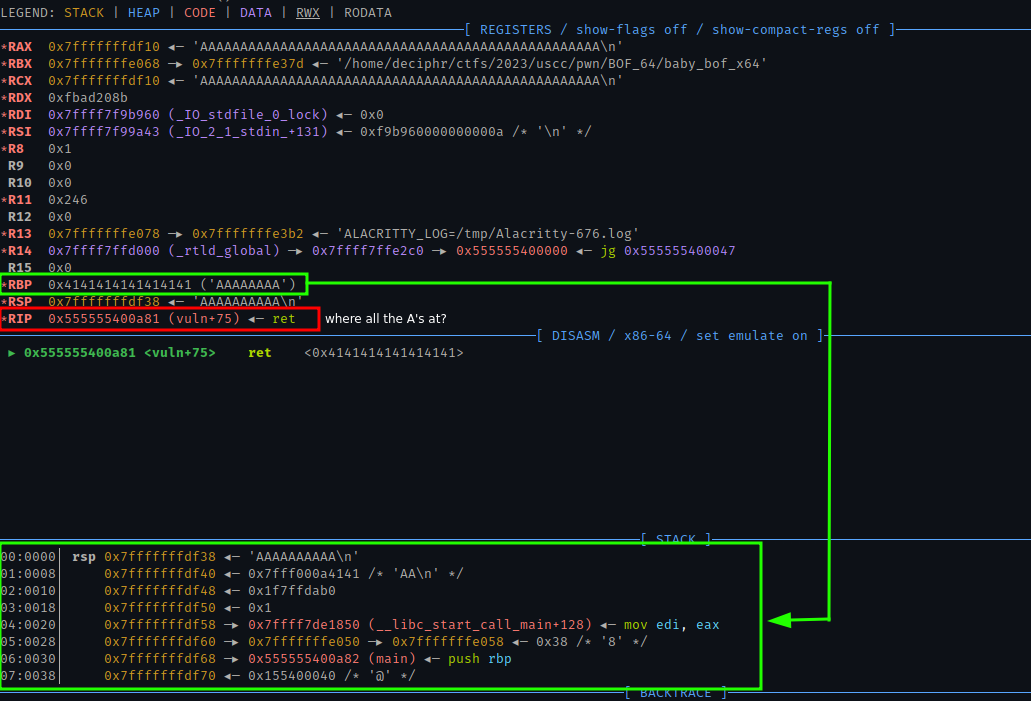 LEGEND: STACK | HEAP | CODE | DATA | RWX | RODATA
[ REGISTERS / show-flags off / show-compact-regs off ]
*RAX  0x7fffffffdf10 ◂— 'AAAAAAAAAAAAAAAAAAAAAAAAAAAAAAAAAAAAAAAAAAAAAAAAAA\n'
*RBX  0x7fffffffe068 —▸ 0x7fffffffe37d ◂— '/home/deciphr/ctfs/2023/uscc/pwn/BOF_64/baby_bof_x64'
*RCX  0x7fffffffdf10 ◂— 'AAAAAAAAAAAAAAAAAAAAAAAAAAAAAAAAAAAAAAAAAAAAAAAAAA\n'
*RDX  0xfbad208b
*RDI  0x7ffff7f9b960 (_IO_stdfile_0_lock) ◂— 0x0
*RSI  0x7ffff7f99a43 (_IO_2_1_stdin_+131) ◂— 0xf9b960000000000a /* '\n' */
*R8   0x1
R9   0x0
R10  0x0
*R11  0x246
R12  0x0
*R13  0x7fffffffe078 —▸ 0x7fffffffe3b2 ◂— 'ALACRITTY_LOG=/tmp/Alacritty-676.log'
*R14  0x7ffff7ffd000 (_rtld_global) —▸ 0x7ffff7ffe2c0 —▸ 0x555555400000 ◂— jg 0x555555400047
R15  0x0
*RBP  0x4141414141414141 ('AAAAAAAA')
*RSP  0x7fffffffdf38 ◂— 'AAAAAAAAAA\n'
*RIP  0x555555400a81 (vuln+75) ◂— ret where all the A's at?
[ DISASM / x86-64 / set emulate on ]
► 0x555555400a81 <vuln+75>    ret    <0x4141414141414141>
[ STACK ]
00:0000│ rsp 0x7fffffffdf38 ◂— 'AAAAAAAAAA\n'
01:0008│     0x7fffffffdf40 ◂— 0x7fff000a4141 /* 'AA\n' */
02:0010│     0x7fffffffdf48 ◂— 0x1f7ffdab0
03:0018│     0x7fffffffdf50 ◂— 0x1
04:0020│     0x7fffffffdf58 —▸ 0x7ffff7de1850 (__libc_start_call_main+128) ◂— mov edi, eax
05:0028│     0x7fffffffdf60 —▸ 0x7fffffffe050 —▸ 0x7fffffffe058 ◂— 0x38 /* '8' */
06:0030│     0x7fffffffdf68 —▸ 0x555555400a82 (main) ◂— push rbp
07:0038│     0x7fffffffdf70 ◂— 0x155400040 /* '@' */
[ BACKTRACE ]